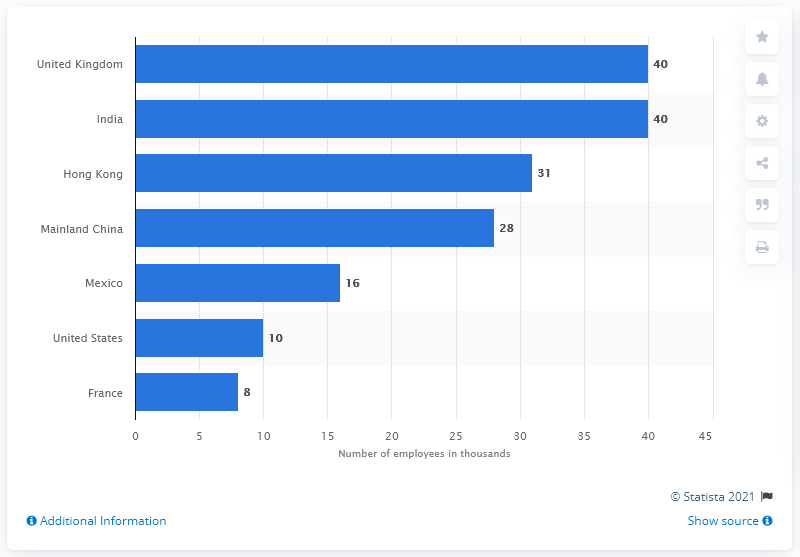 United Kingdom 40
India 40
Hong Kong 31
Mainland China 28
Mexico 16
United States 10
France 8
0 5 10 15 20 25 30 35 40 45
Number of employees in thousands
© Statista 2021
Additional Information Show source